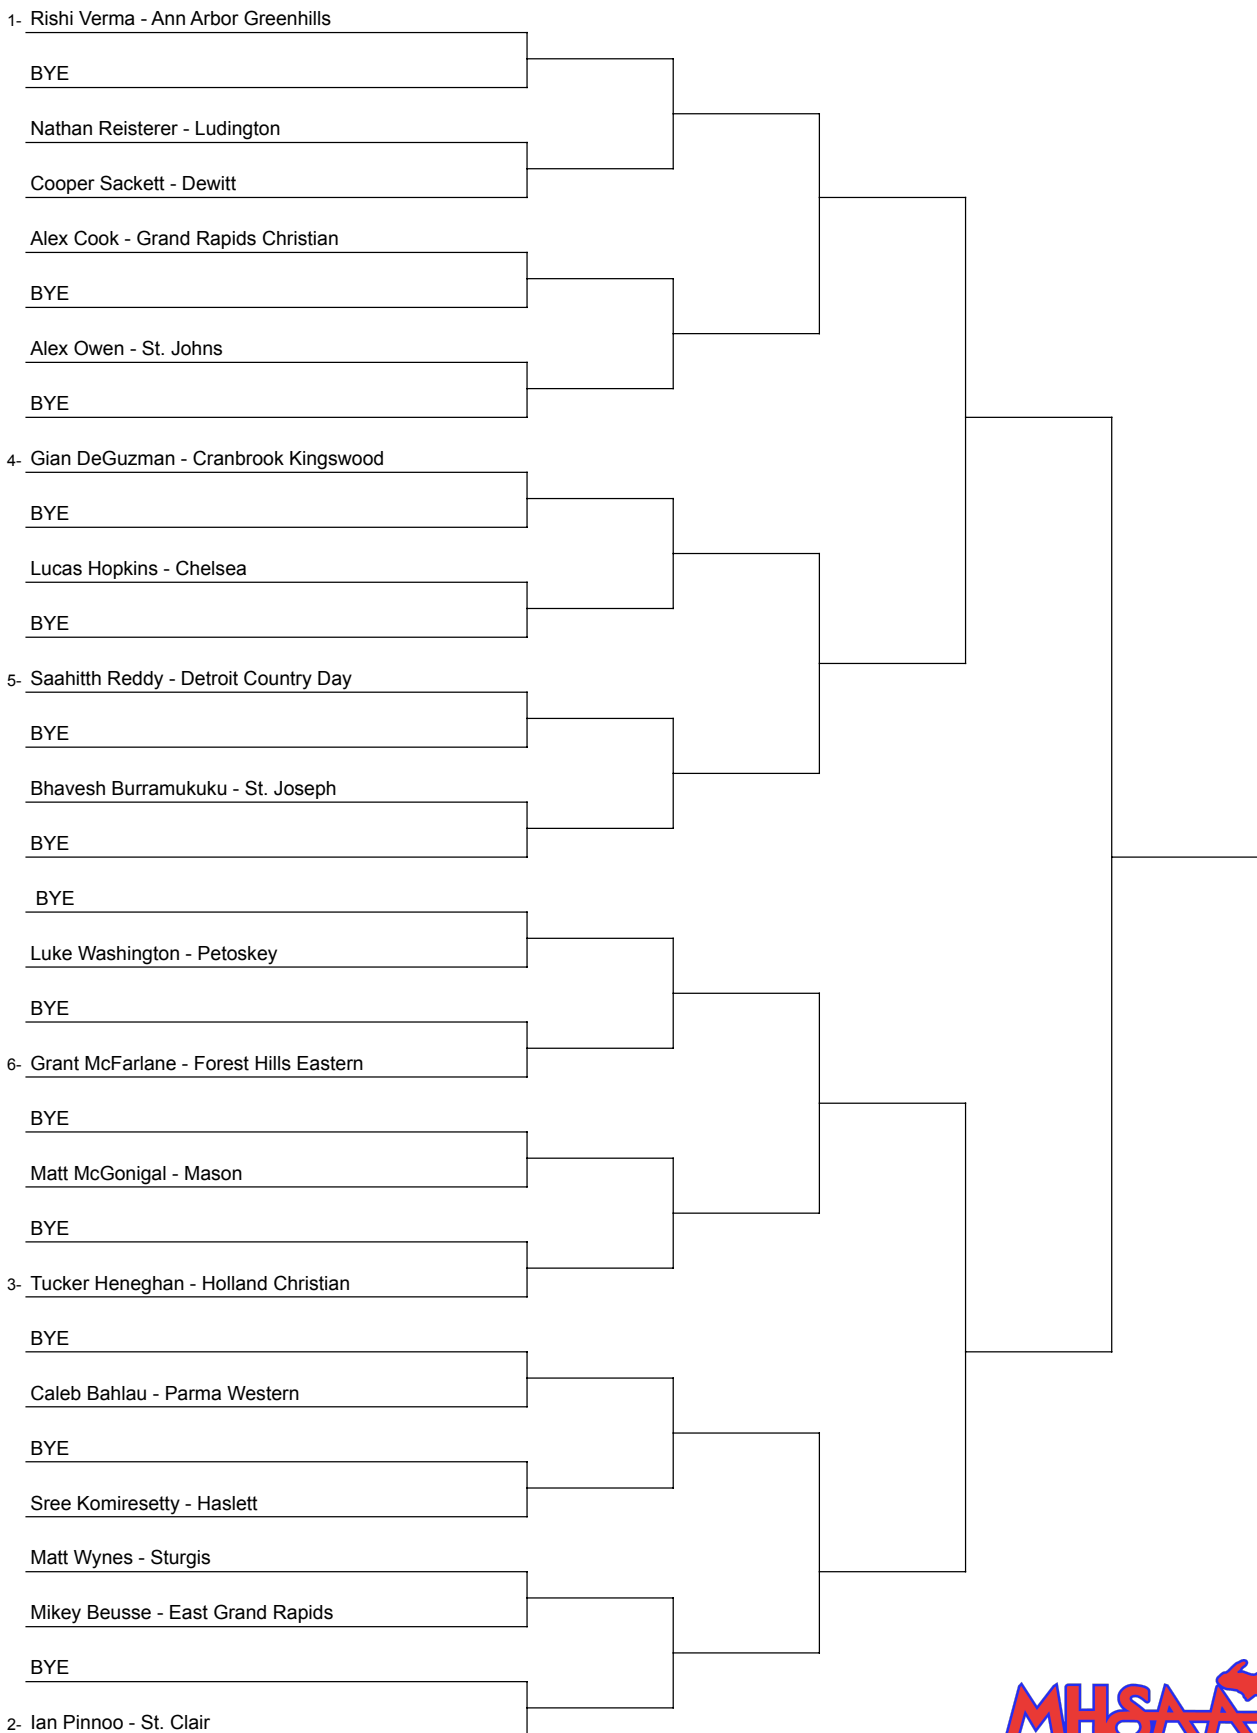 1- Rishi Verma - Ann Arbor Greenhills
BYE
Nathan Reisterer - Ludington
Cooper Sackett - Dewitt
Alex Cook - Grand Rapids Christian
BYE
Alex Owen - St. Johns
BYE
4- Gian DeGuzman - Cranbrook Kingswood
BYE
Lucas Hopkins - Chelsea
BYE
5- Saahitth Reddy - Detroit Country Day
BYE
Bhavesh Burramukuku - St. Joseph
BYE
BYE
Luke Washington - Petoskey
BYE
6- Grant McFarlane - Forest Hills Eastern
BYE
Matt McGonigal - Mason
BYE
3- Tucker Heneghan - Holland Christian
BYE
Caleb Bahlau - Parma Western
BYE
Sree Komiresetty - Haslett
Matt Wynes - Sturgis
Mikey Beusse - East Grand Rapids
BYE
2- Ian Pinnoo - St. Clair
MHSAA